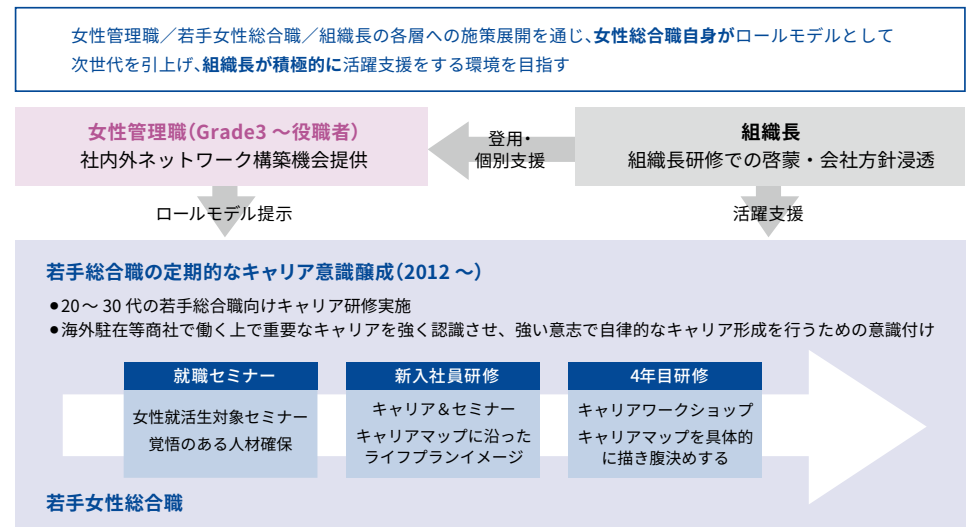 女性管理職／若手女性総合職／組織長の各層への施策展開を通じ、女性総合職自身がロールモデルとして
次世代を引上げ、組織長が積極的に活躍支援をする環境を目指す
女性管理職（Grade3 ～役職者）
社内外ネットワーク構築機会提供
登用・
個別支援
組織長
組織長研修での啓蒙・会社方針浸透
ロールモデル提示
活躍支援
若手総合職の定期的なキャリア意識醸成（2012 ～）
●20～ 30 代の若手総合職向けキャリア研修実施
●海外駐在等商社で働く上で重要なキャリアを強く認識させ、強い意志で自律的なキャリア形成を行うための意識付け
就職セミナー
女性就活生対象セミナー
覚悟のある人材確保
新入社員研修
キャリア＆セミナー
キャリアマップに沿った
ライフプランイメージ
4年目研修
キャリアワークショップ
キャリアマップを具体的
に描き腹決めする
若手女性総合職